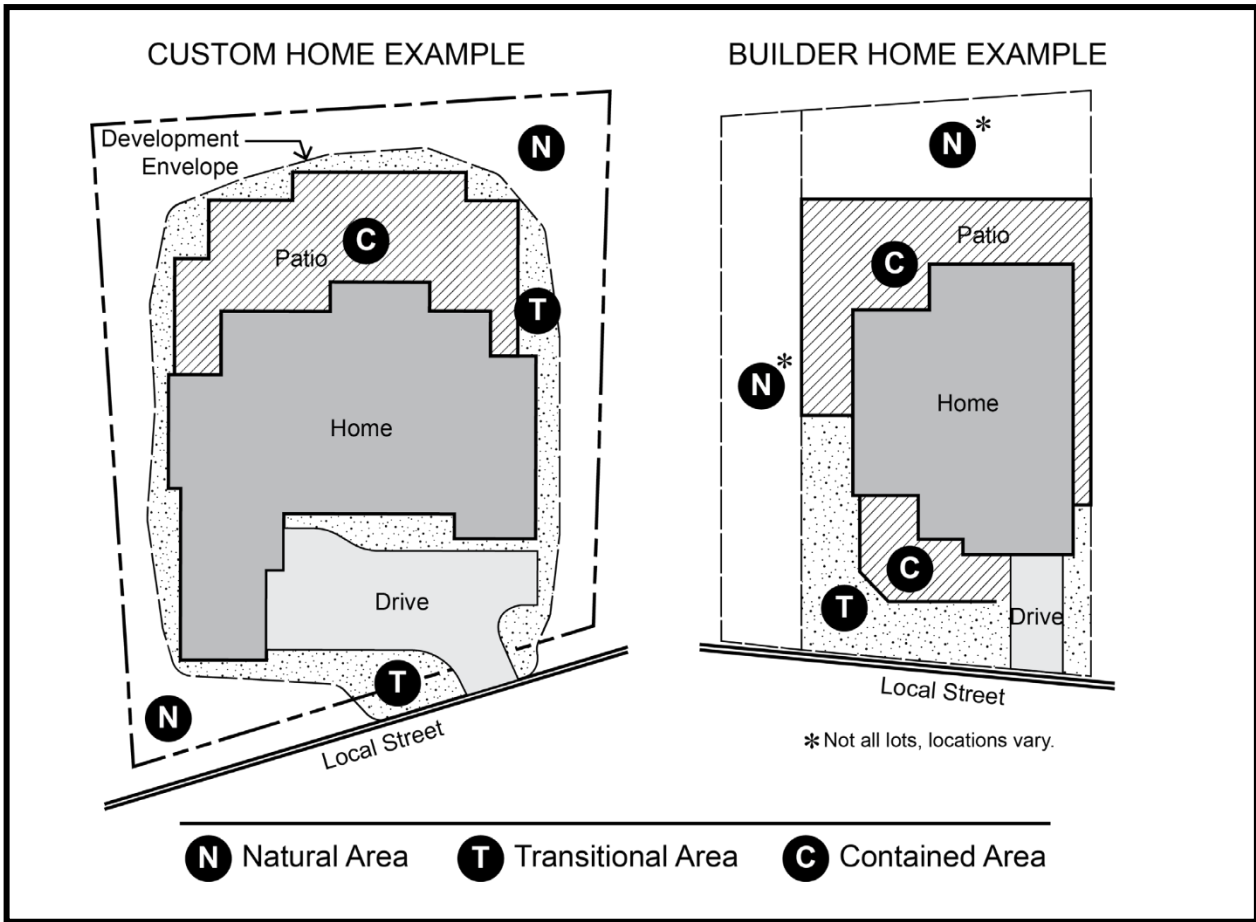 CUSTOM HOME EXAMPLE
Development
Envelope
N
C
Patio
T
Home
Drive
T
N
Local Street
BUILDER HOME EXAMPLE
N*
Patio
C
N*
Home
C
T
Drive
Local Street
* Not all lots, locations vary.
N Natural Area
T Transitional Area
C Contained Area